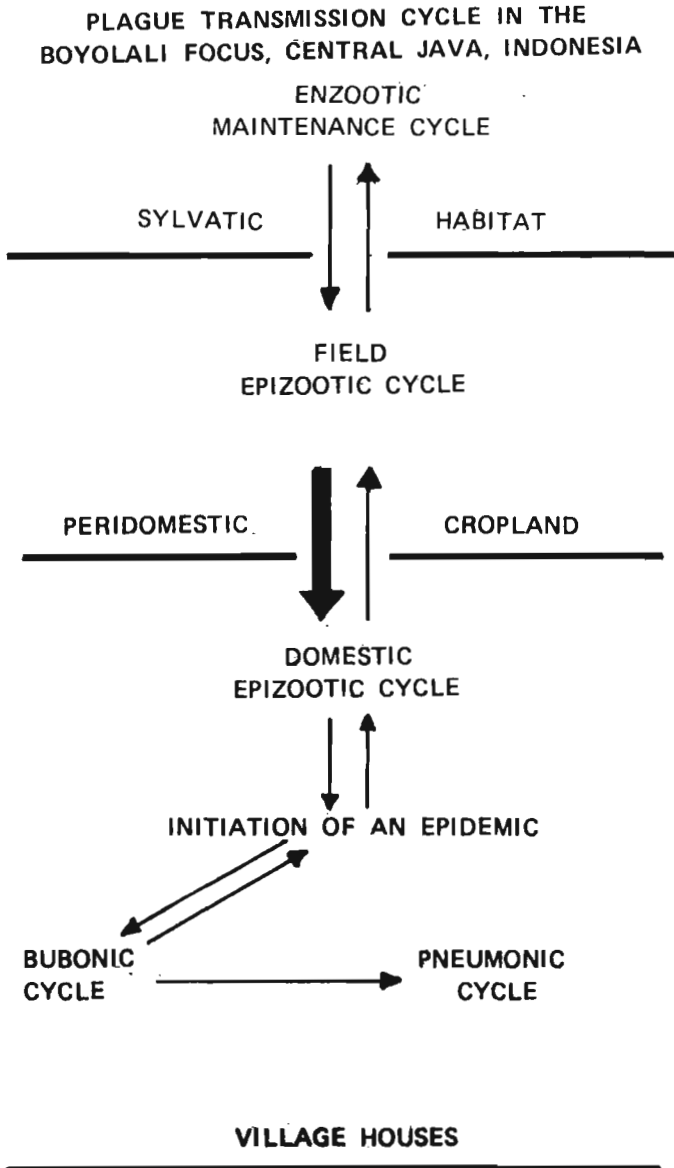 PLAGUE TRANSMISSION CYCLE IN THE
BOYOLALI FOCUS, CENTRAL JAVA, INDONESIA
ENZOOTIC
MAINTENANCE CYCLE
SYLVATIC HABITAT
FIELD
EPIZOOTIC CYCLE
PERIDOMESTIC CROPLAND
DOMESTIC
EPIZOOTIC CYCLE
INITIATION OF AN EPIDEMIC
BUBONIC
CYCLE
PNEUMONIC
CYCLE
VILLAGE HOUSES